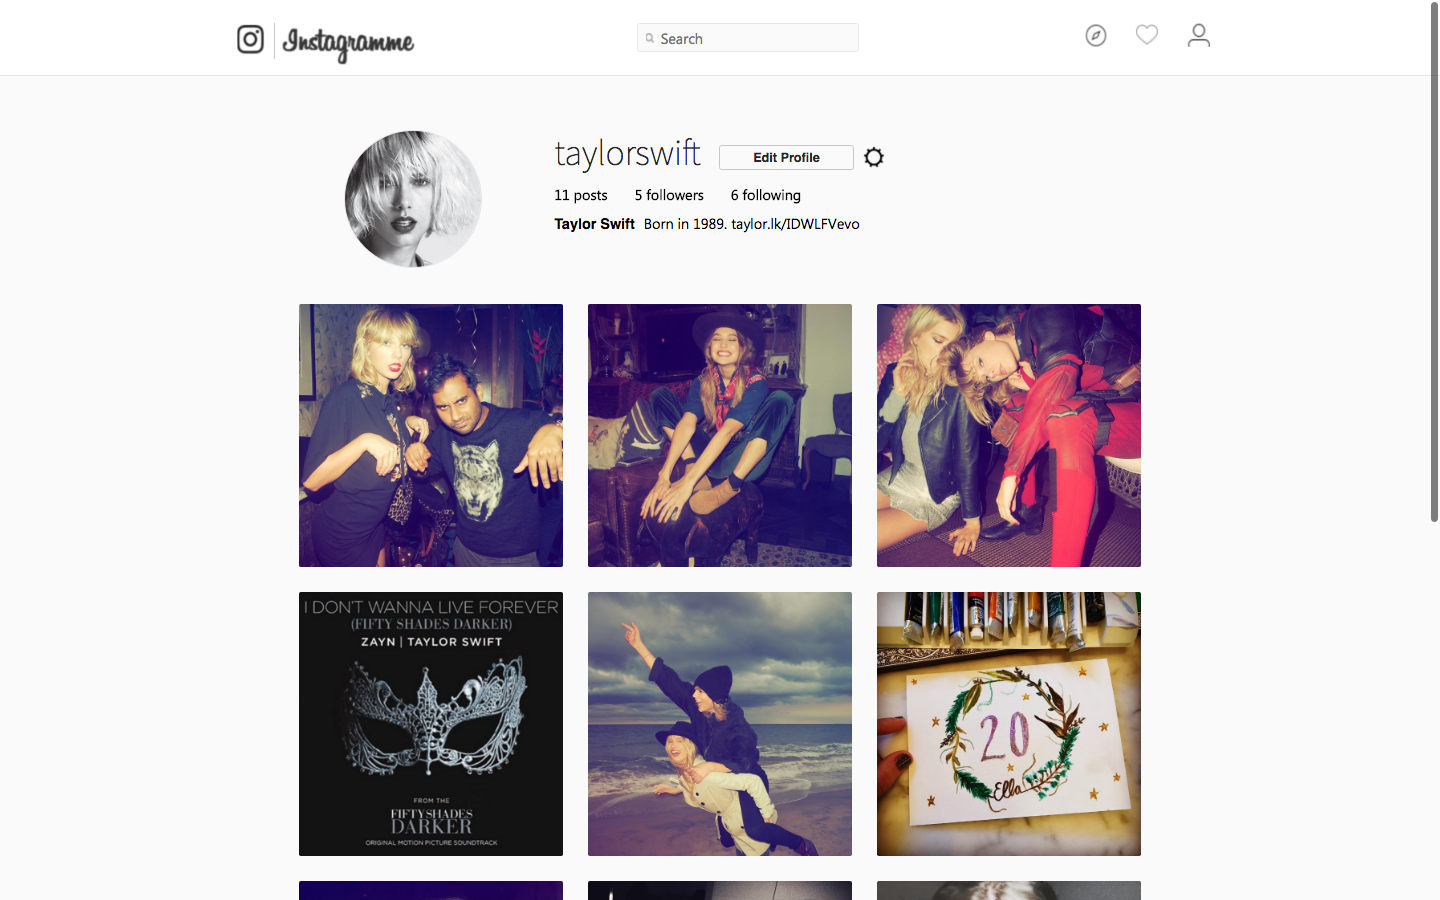 Instagramme
Search
taylorswift
Edit Profile
11 posts 5 followers 6 following
Taylor Swift Born in 1989. taylor.lk/IDWLFVevo
I DON'T WANNA LIVE FOREVER
(FIFTY SHADES DARKER)
ZAYN | TAYLOR SWIFT
FROM THE
FIFTY SHADES
DARKER
ORIGINAL MOTION PICTURE SOUNDTRACK
20
Ella